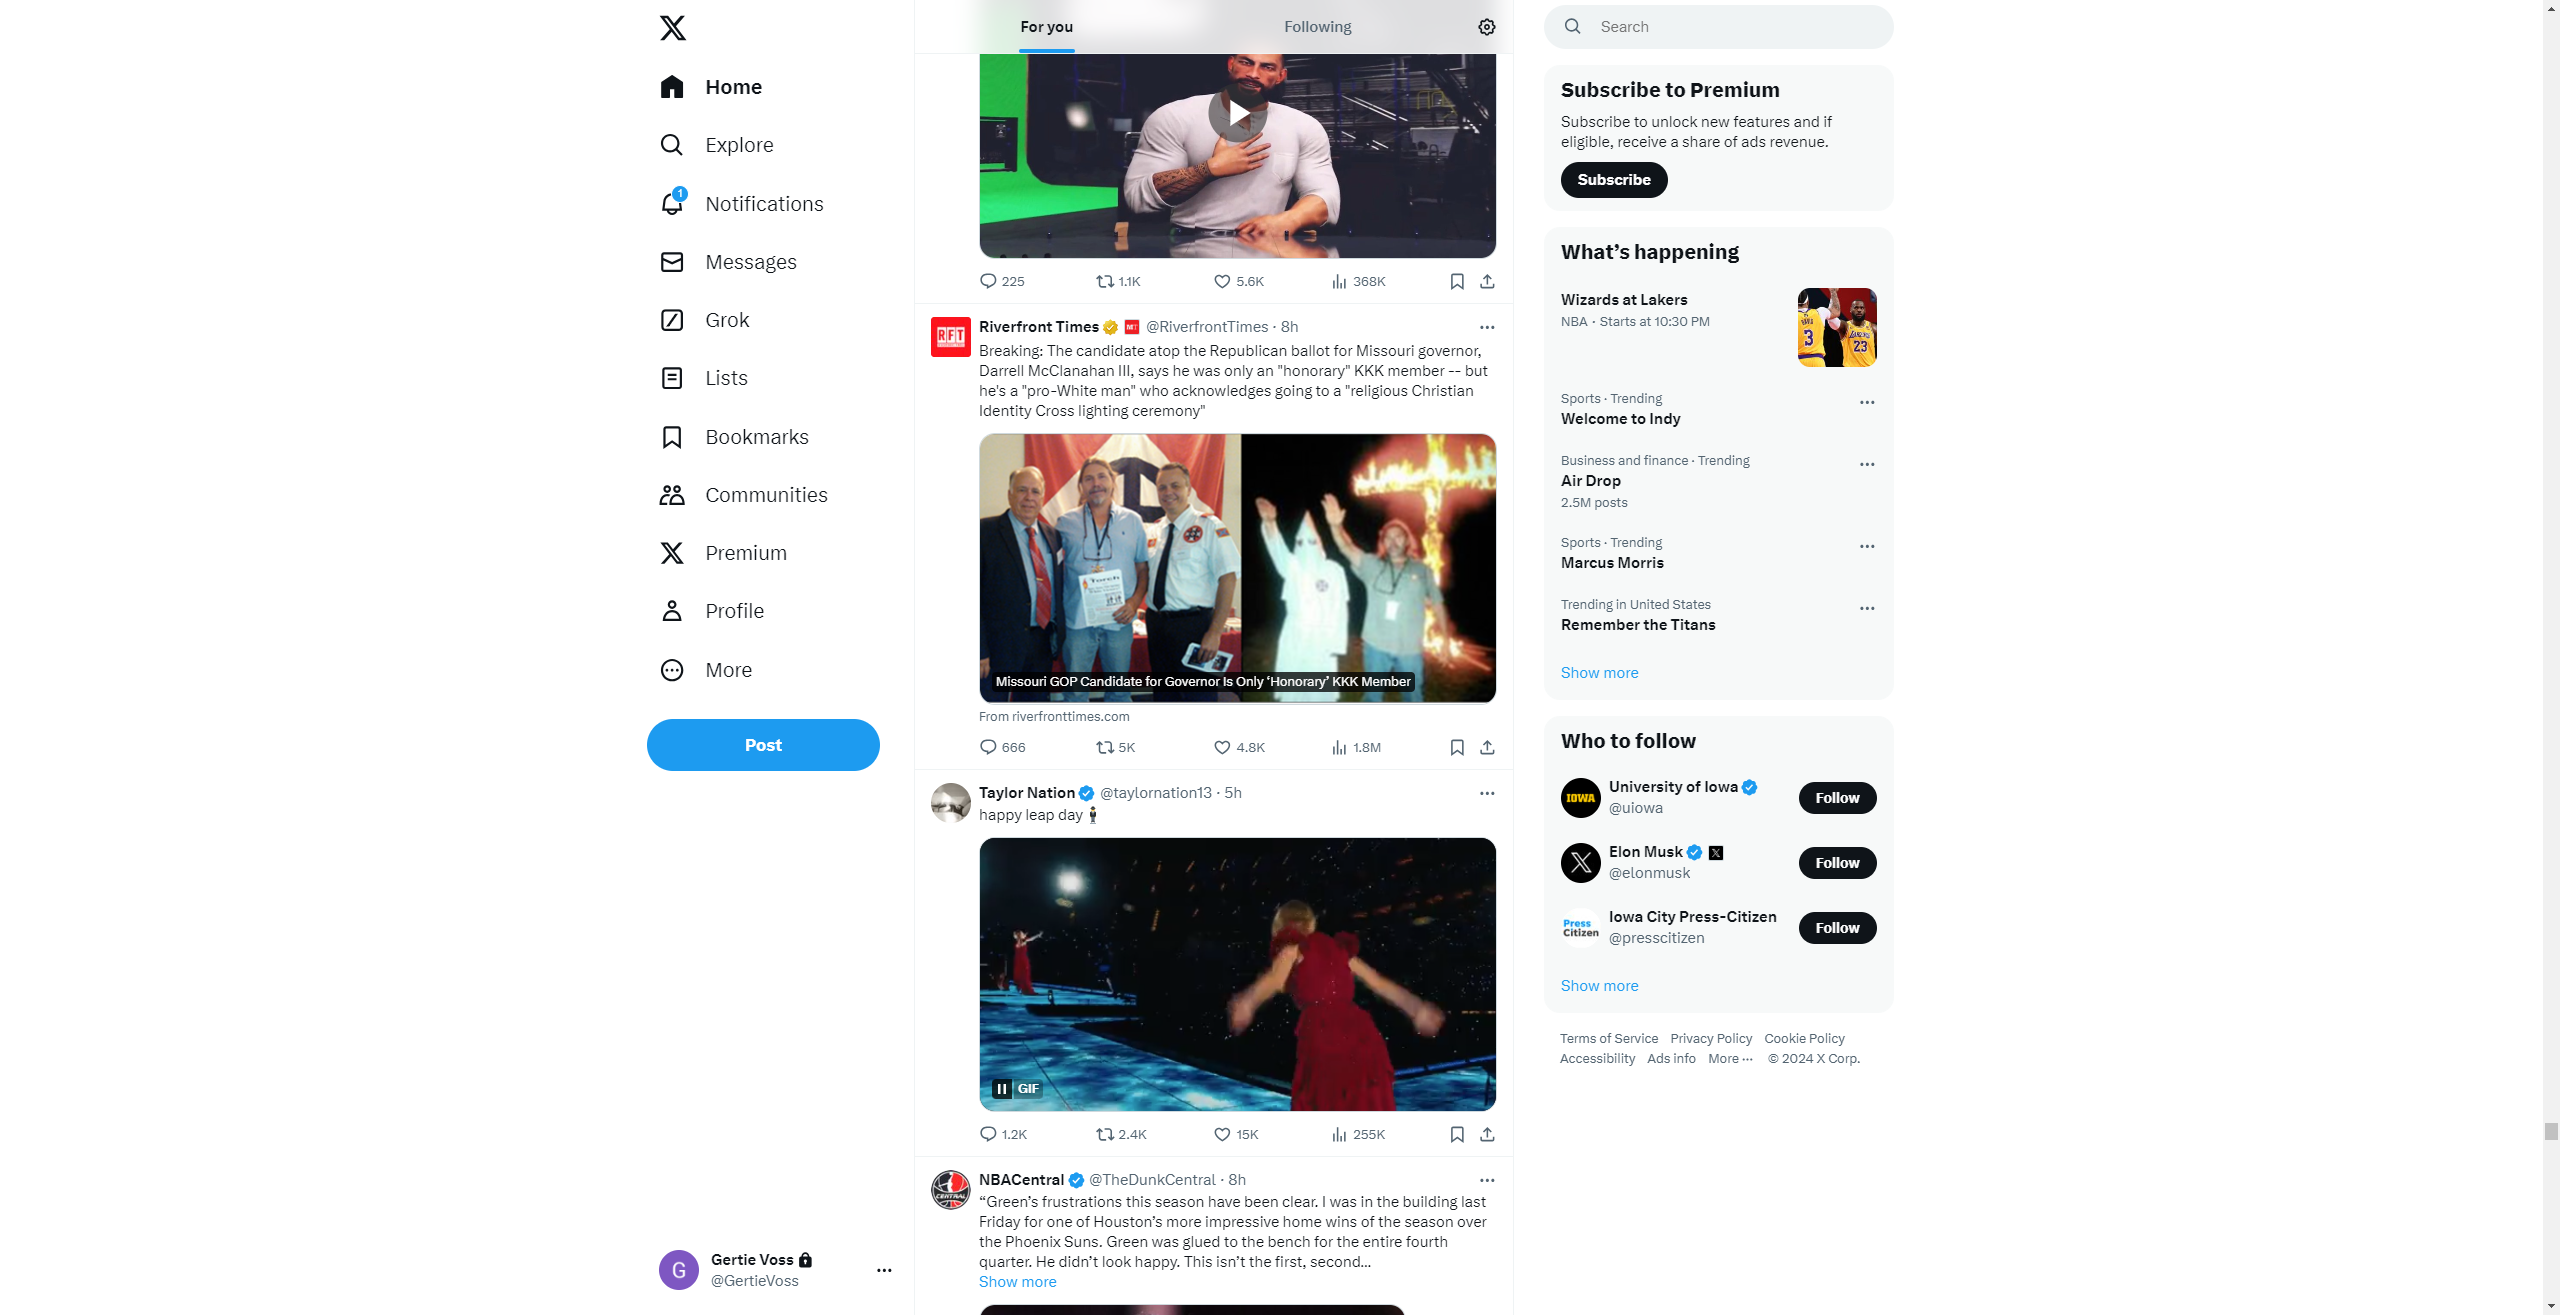 Home
Explore
1
Notifications
Messages
Grok
Lists
Bookmarks
Communities
Premium
Profile
More
Post
Gertie Voss
@GertieVoss
G
For you
Following
225
1.1K
5.6K
368K
RFT
Riverfront Times @RiverfrontTimes · 8h
Breaking: The candidate atop the Republican ballot for Missouri governor,
Darrell McClanahan III, says he was only an "honorary" KKK member -- but
he's a "pro-White man" who acknowledges going to a "religious Christian
Identity Cross lighting ceremony"
Torch
Missouri GOP Candidate for Governor Is Only ‘Honorary’ KKK Member
From riverfronttimes.com
666
5K
4.8K
1.8M
Taylor Nation @taylornation13 · 5h
happy leap day
GIF
1.2K
2.4K
15K
255K
CENTRAL
NBACentral @TheDunkCentral · 8h
“Green’s frustrations this season have been clear. I was in the building last
Friday for one of Houston’s more impressive home wins of the season over
the Phoenix Suns. Green was glued to the bench for the entire fourth
quarter. He didn’t look happy. This isn’t the first, second…
Show more
Search
Subscribe to Premium
Subscribe to unlock new features and if
eligible, receive a share of ads revenue.
Subscribe
What’s happening
Wizards at Lakers
NBA · Starts at 10:30 PM
3
23
Sports · Trending
Welcome to Indy
Business and finance · Trending
Air Drop
2.5M posts
Sports · Trending
Marcus Morris
Trending in United States
Remember the Titans
Show more
Who to follow
IOWA
University of Iowa
@uiowa
Follow
Elon Musk
@elonmusk
Follow
Press
Citizen
Iowa City Press-Citizen
@presscitizen
Follow
Show more
Terms of Service Privacy Policy Cookie Policy
Accessibility Ads info More ··· © 2024 X Corp.